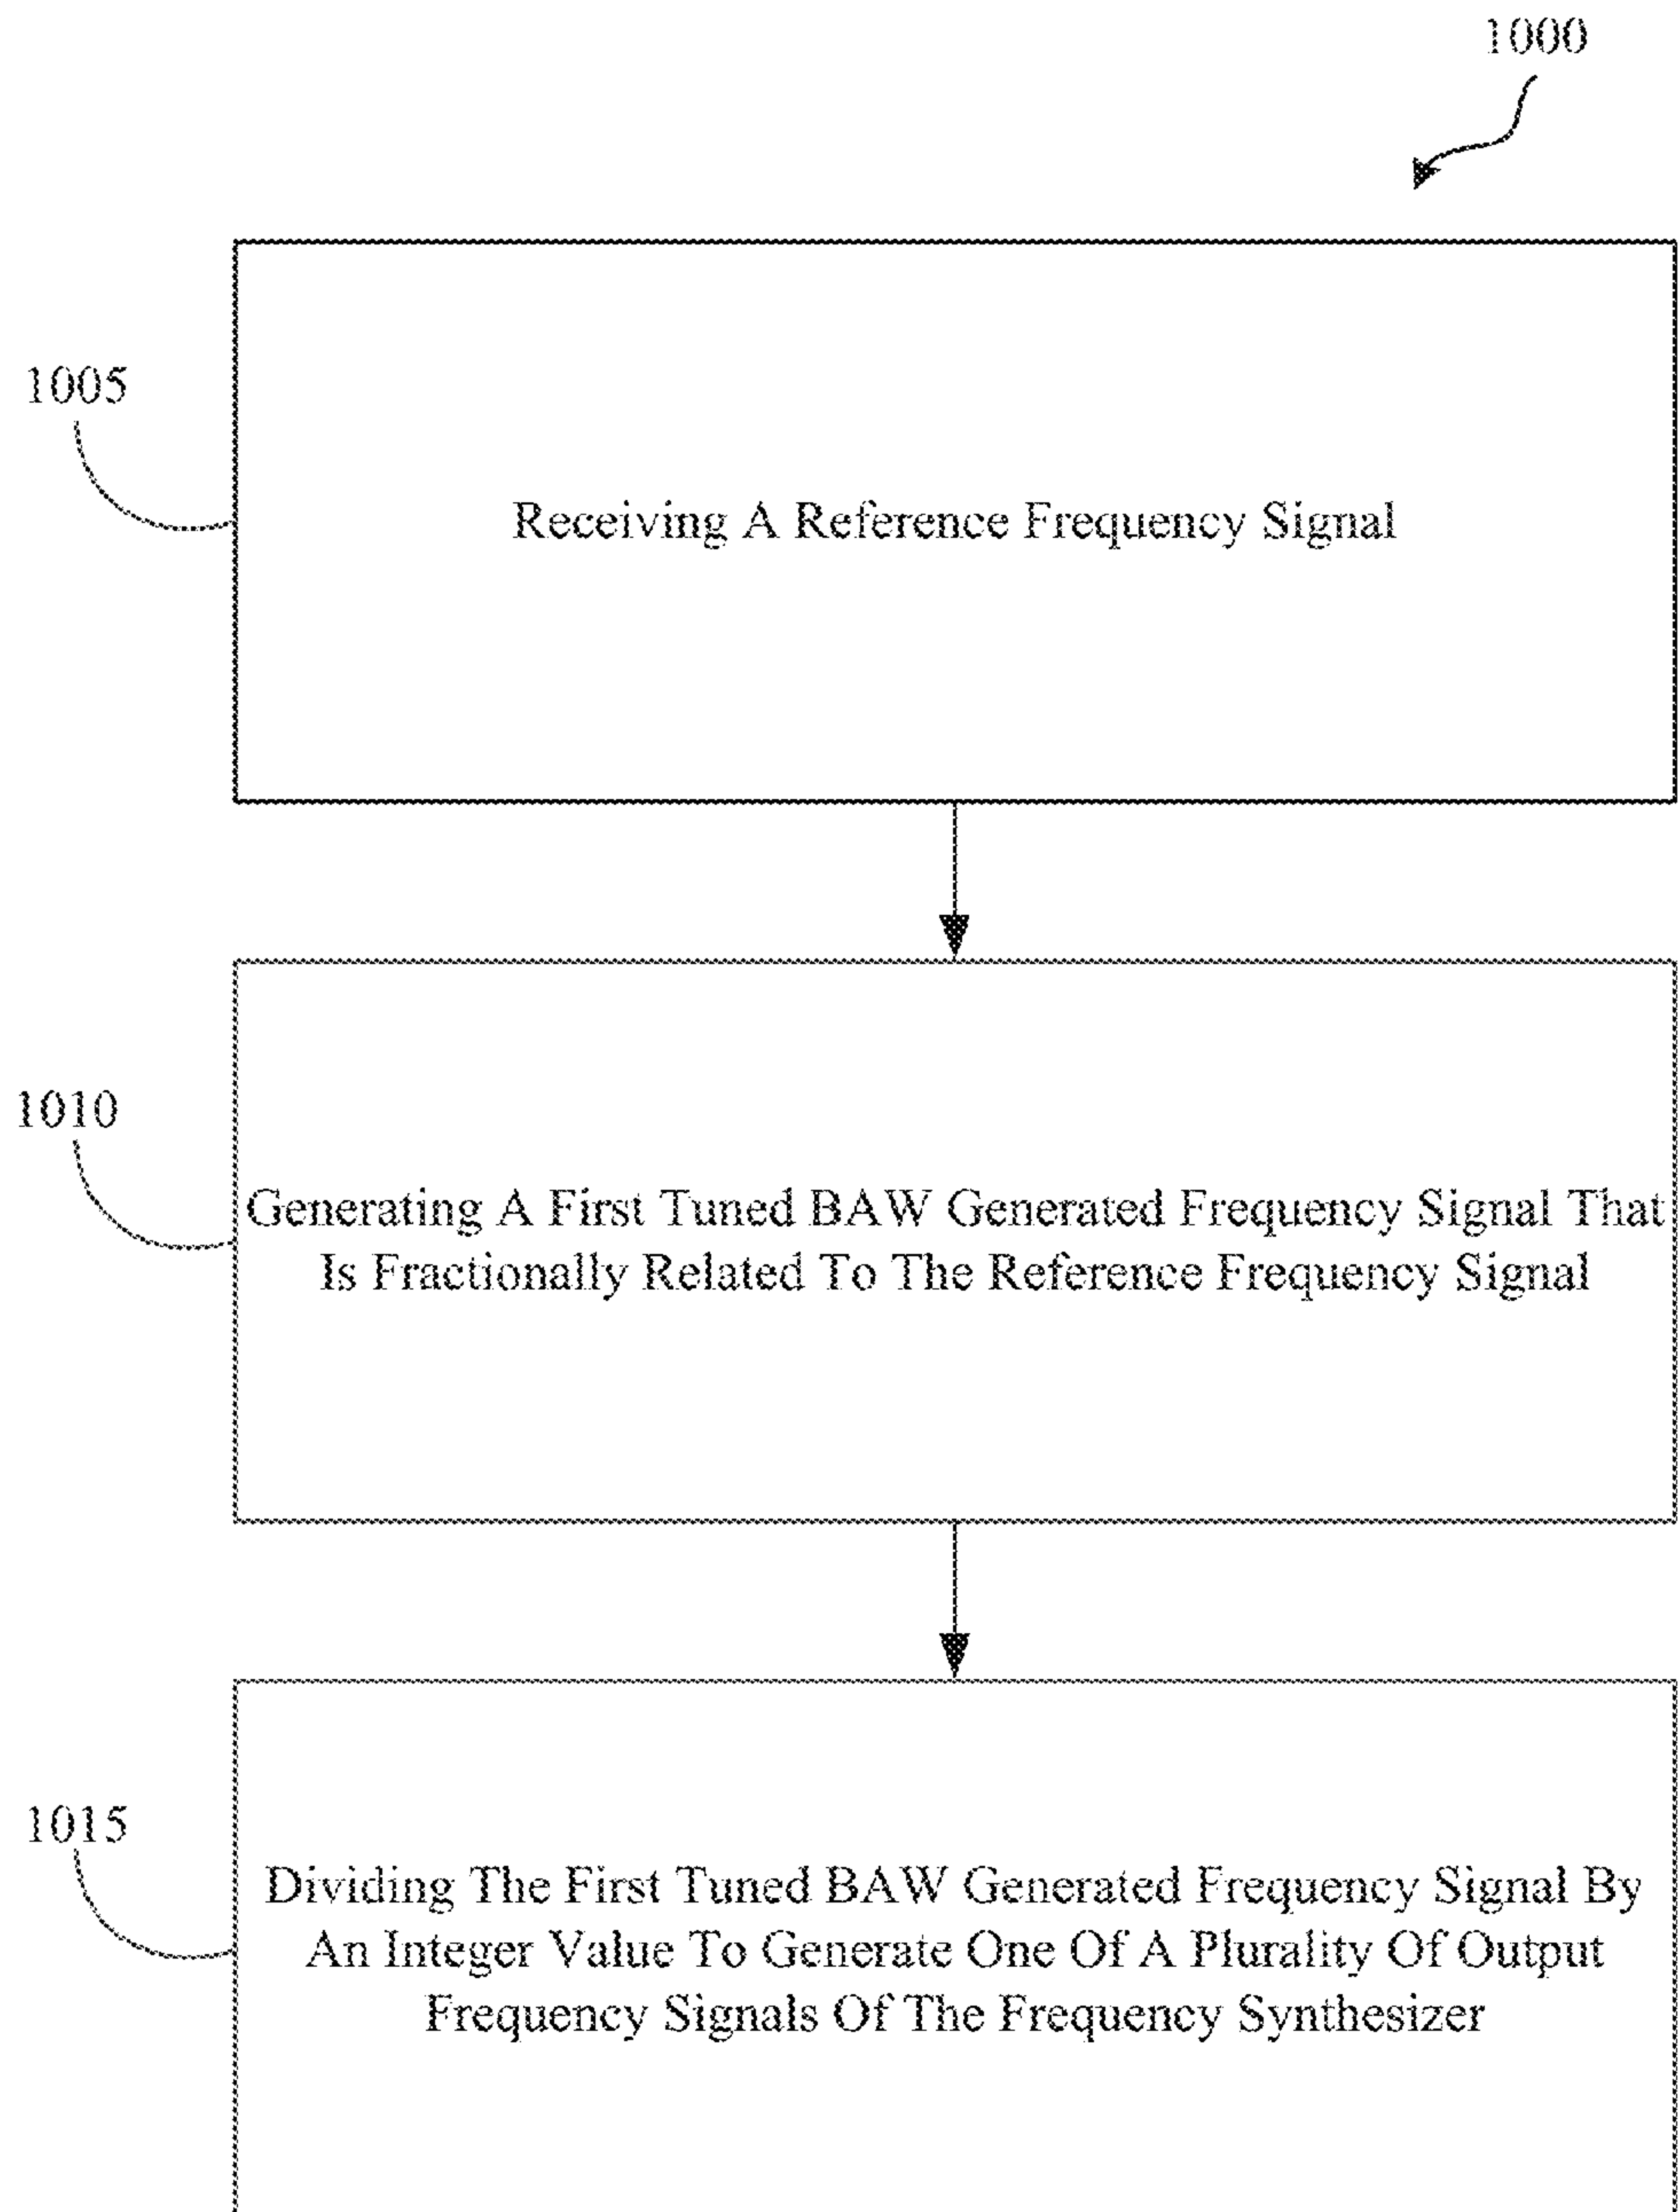 1000
1005
Receiving A Reference Frequency Signal
1010
Generating A First Tuned BAW Generated Frequency Signal That
Is Fractionally Related To The Reference Frequency Signal
1015
Dividing The First Tuned BAW Generated Frequency Signal By
An Integer Value To Generate One Of A Plurality Of Output
Frequency Signals Of The Frequency Synthesizer